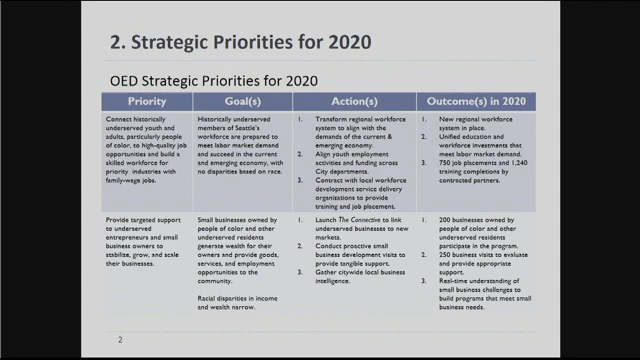 2. Strategic Priorities for 2020
OED Strategic Priorities for 2020
Priority
Goal(s)
Action(s)
Outcome(s) in 2020
Connect historically
underserved youth and
adults, particularly people
of color, to high-quality job
opportunities and build a
skilled workforce for
priority industries with
family-wage jobs.
Historically underserved
members of Seattle's
workforce are prepared to
meet labor market demand
and succeed in the current
and emerging economy, with
no disparities based on race.
1. Transform regional workforce
system to align with the
demands of the current &
emerging economy.
2. Align youth employment
activities and funding across
City departments.
3. Contract with local workforce
development service delivery
organizations to provide
training and job placement.
1. New regional workforce
system in place.
2. Unified education and
workforce investments that
meet labor market demand.
3. 750 job placements and 1,240
training completions by
contracted partners.
Provide targeted support
to underserved
entrepreneurs and small
business owners to
stabilize, grow, and scale
their businesses.
Small businesses owned by
people of color and other
underserved residents
generate wealth for their
owners and provide goods,
services, and employment
opportunities to the
community.
Racial disparities in income
and wealth narrow.
1. Launch The Connective to link
underserved businesses to new
markets.
2. Conduct proactive small
business development visits to
provide tangible support.
3. Gather citywide local business
intelligence.
1. 200 businesses owned by
people of color and other
underserved residents
participate in the program.
2. 250 business visits to evaluate
and provide appropriate
support.
3. Real-time understanding of
small business challenges to
build programs that meet small
business needs.
2